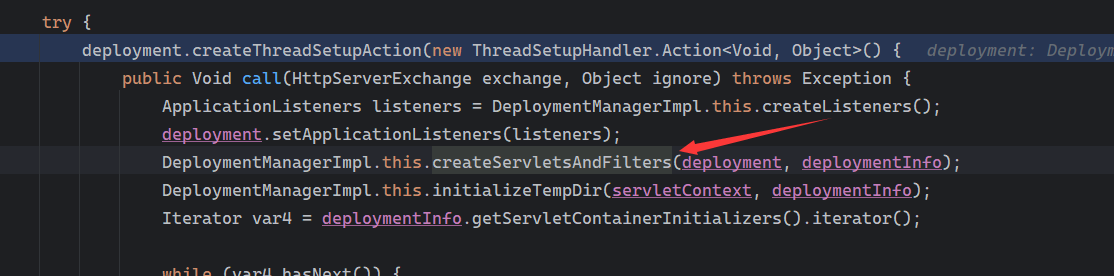 try {
deployment.createThreadSetupAction(new ThreadSetupHandler.Action<Void, Object>() { deployment: Deploym
public Void call(HttpServerExchange exchange, Object ignore) throws Exception {
ApplicationListeners listeners = DeploymentManagerImpl.this.createListeners();
deployment.setApplicationListeners(listeners);
DeploymentManagerImpl.this.createServletsAndFilters(deployment, deploymentInfo);
DeploymentManagerImpl.this.initializeTempDir(servletContext, deploymentInfo);
Iterator var4 = deploymentInfo.getServletContainerInitializers().iterator();
while (var4.hasNext()) {